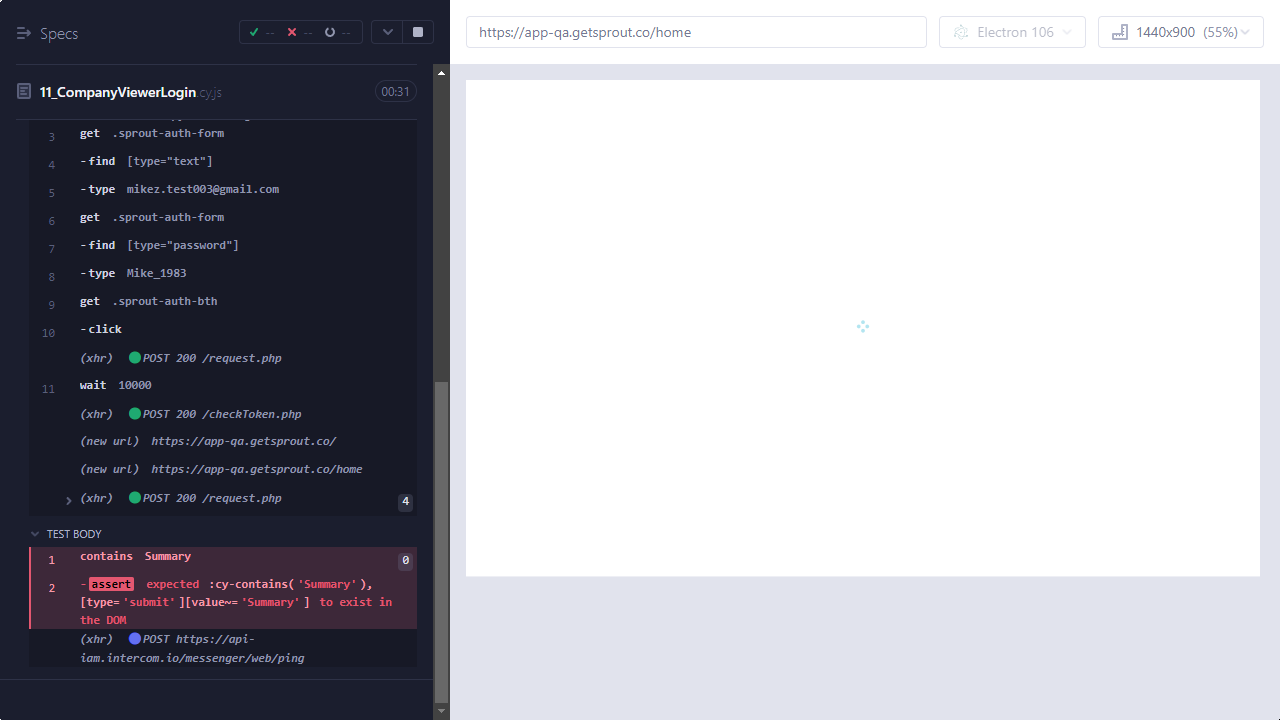 Specs
-- -- --
https://app-qa.getsprout.co/home
Electron 106
1440x900 (55%)
11_CompanyViewerLogin.cy.js
00:31
3 get .sprout-auth-form
4 -find [type="text"]
5 -type mikez.test003@gmail.com
6 get .sprout-auth-form
7 -find [type="password"]
8 -type Mike_1983
9 get .sprout-auth-bth
10 -click
(xhr) POST 200 /request.php
11 wait 10000
(xhr) POST 200 /checkToken.php
(new url) https://app-qa.getsprout.co/
(new url) https://app-qa.getsprout.co/home
(xhr) POST 200 /request.php 4
TEST BODY
1 contains Summary 0
2 -assert expected :cy-contains('Summary'),
[type='submit'][value~='Summary'] to exist in
the DOM
(xhr) POST https://api-
iam.intercom.io/messenger/web/ping